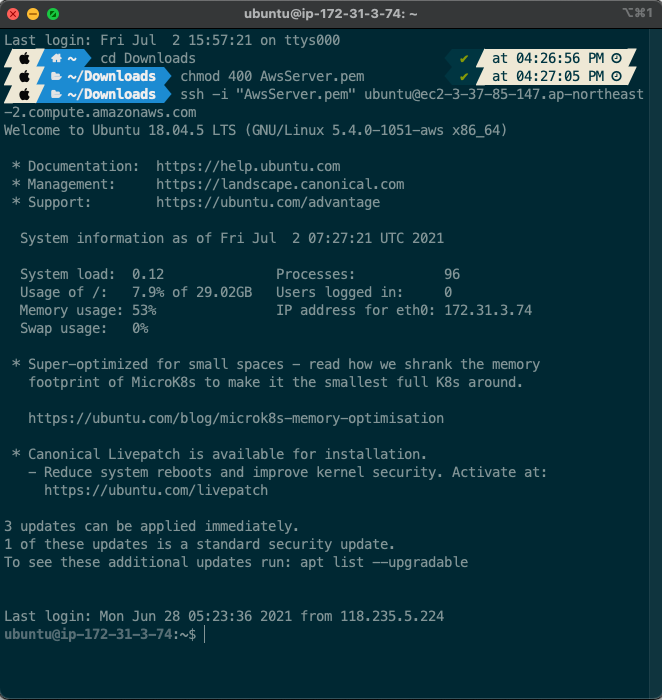 ubuntu@ip-172-31-3-74: ~ ⌥⌘1
Last login: Fri Jul  2 15:57:21 on ttys000
~ cd Downloads ✔ at 04:26:56 PM
~/Downloads chmod 400 AwsServer.pem ✔ at 04:27:05 PM
~/Downloads ssh -i "AwsServer.pem" ubuntu@ec2-3-37-85-147.ap-northeast
-2.compute.amazonaws.com
Welcome to Ubuntu 18.04.5 LTS (GNU/Linux 5.4.0-1051-aws x86_64)
* Documentation:  https://help.ubuntu.com
* Management:     https://landscape.canonical.com
* Support:        https://ubuntu.com/advantage
System information as of Fri Jul  2 07:27:21 UTC 2021
System load:  0.12              Processes:           96
Usage of /:   7.9% of 29.02GB   Users logged in:     0
Memory usage: 53%               IP address for eth0: 172.31.3.74
Swap usage:   0%
* Super-optimized for small spaces - read how we shrank the memory
footprint of MicroK8s to make it the smallest full K8s around.
https://ubuntu.com/blog/microk8s-memory-optimisation
* Canonical Livepatch is available for installation.
- Reduce system reboots and improve kernel security. Activate at:
https://ubuntu.com/livepatch
3 updates can be applied immediately.
1 of these updates is a standard security update.
To see these additional updates run: apt list --upgradable
Last login: Mon Jun 28 05:23:36 2021 from 118.235.5.224
ubuntu@ip-172-31-3-74:~$